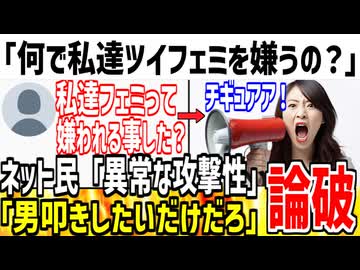 「何で私達ツイフェミを嫌うの？」
私達フェミって
嫌われる事した？
チギュアア！
ネット民「異常な攻撃性」
「男叩きしたいだけだろ」
論破